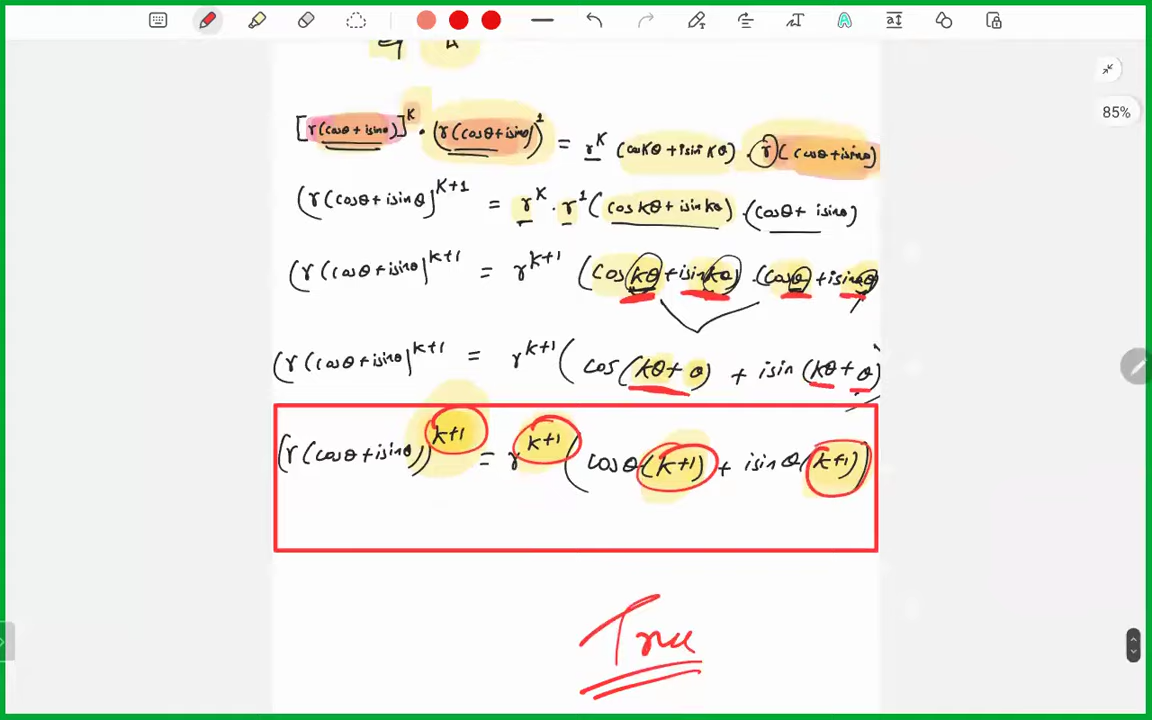 85%
[r(cosθ + isinθ)]^K · (r(cosθ + isinθ))^1 = r^K (cosKθ + isin Kθ) · r((cosθ + isinθ)
(r(cosθ + isinθ)^K+1 = r^K · r^1 (cos Kθ + isin kθ) · (cosθ + isinθ)
(r(cosθ + isinθ)^k+1 = r^k+1 (cos kθ + isin kθ) · (cosθ + isinθ
(r(cosθ + isinθ)^k+1 = r^k+1 (cos (kθ + θ) + isin (kθ + θ)
(r(cosθ + isinθ))^k+1 = r^k+1 (cosθ (k+1) + isinθ (k+1))
True